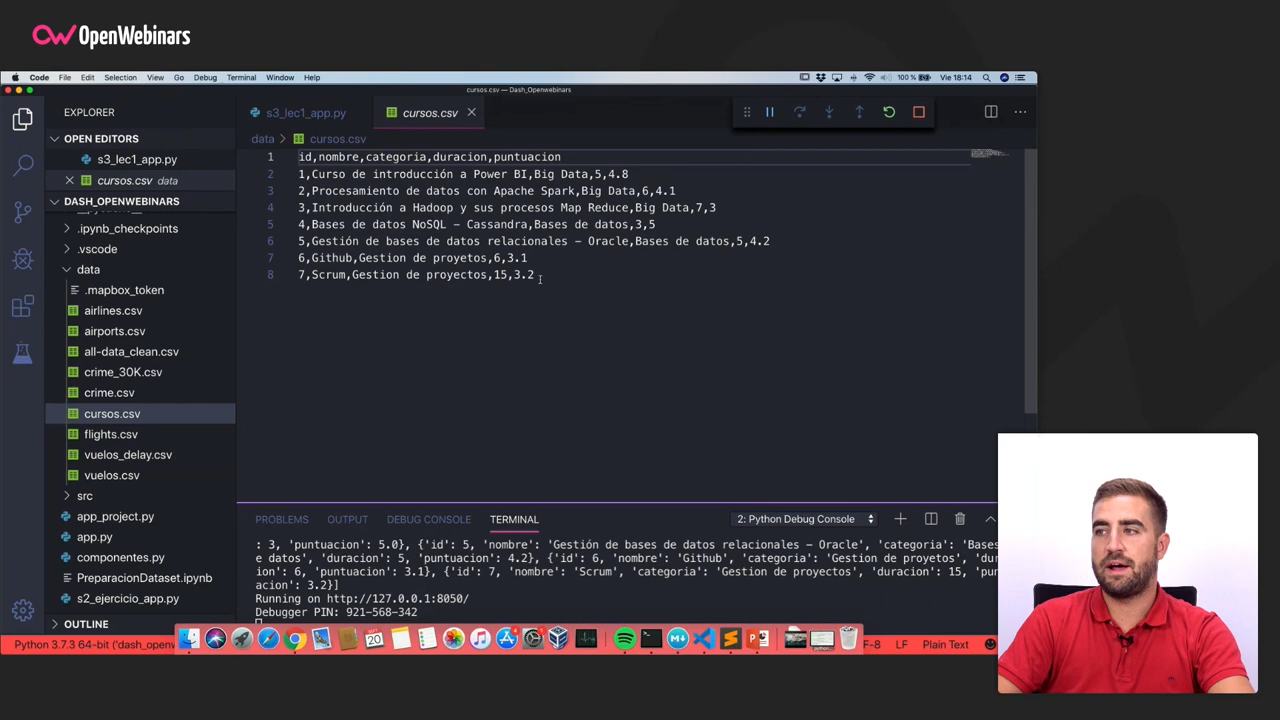 OpenWebinars
Code File Edit Selection View Go Debug Terminal Window Help
100 % Vie 18:14
cursos.csv — Dash_Openwebinars
EXPLORER
s3_lec1_app.py
cursos.csv
OPEN EDITORS
s3_lec1_app.py
cursos.csv data
data > cursos.csv
DASH_OPENWEBINARS
.ipynb_checkpoints
.vscode
data
.mapbox_token
airlines.csv
airports.csv
all-data_clean.csv
crime_30K.csv
crime.csv
cursos.csv
flights.csv
vuelos_delay.csv
vuelos.csv
src
app_project.py
app.py
componentes.py
PreparacionDataset.ipynb
s2_ejercicio_app.py
OUTLINE
1 id,nombre,categoria,duracion,puntuacion
2 1,Curso de introducción a Power BI,Big Data,5,4.8
3 2,Procesamiento de datos con Apache Spark,Big Data,6,4.1
4 3,Introducción a Hadoop y sus procesos Map Reduce,Big Data,7,3
5 4,Bases de datos NoSQL – Cassandra,Bases de datos,3,5
6 5,Gestión de bases de datos relacionales – Oracle,Bases de datos,5,4.2
7 6,Github,Gestion de proyetos,6,3.1
8 7,Scrum,Gestion de proyectos,15,3.2
PROBLEMS OUTPUT DEBUG CONSOLE TERMINAL
2: Python Debug Console
: 3, 'puntuacion': 5.0}, {'id': 5, 'nombre': 'Gestión de bases de datos relacionales – Oracle', 'categoria': 'Bases
e datos', 'duracion': 5, 'puntuacion': 4.2}, {'id': 6, 'nombre': 'Github', 'categoria': 'Gestion de proyetos', 'dura
ion': 6, 'puntuacion': 3.1}, {'id': 7, 'nombre': 'Scrum', 'categoria': 'Gestion de proyectos', 'duracion': 15, 'pun
acion': 3.2}]
Running on http://127.0.0.1:8050/
Debugger PIN: 921-568-342
Python 3.7.3 64-bit ('dash_openw
F-8 LF Plain Text